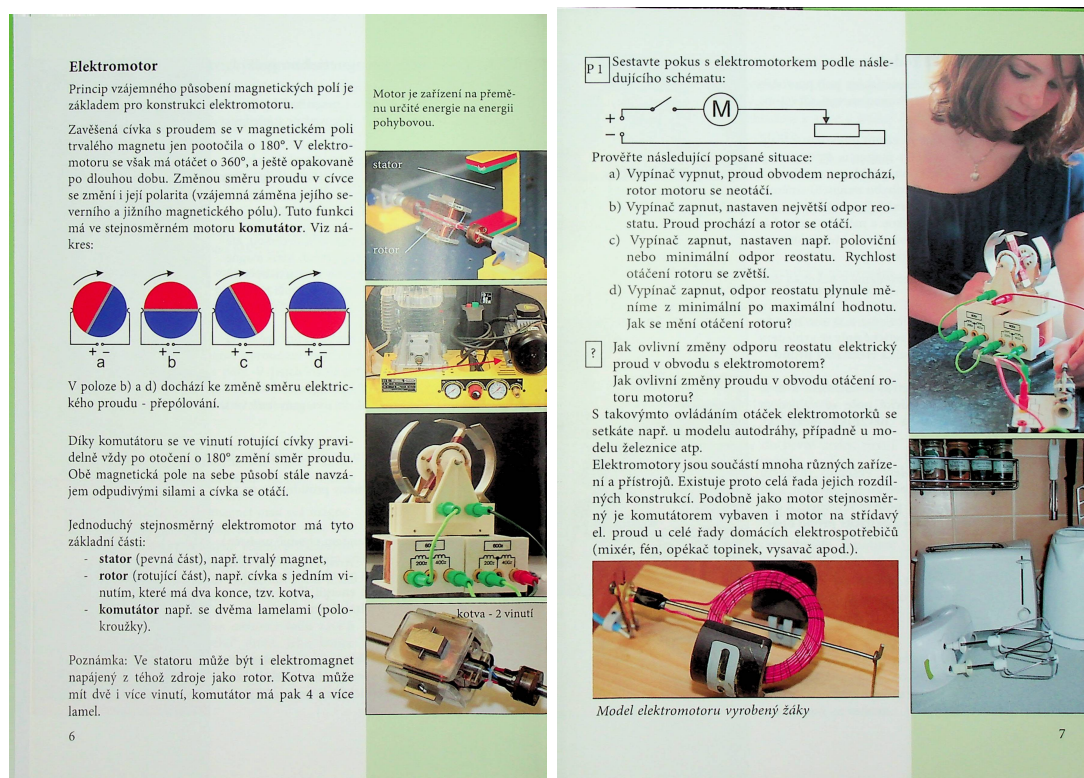 Elektromotor
Princip vzájemného působení magnetických polí je
základem pro konstrukci elektromotoru.
Zavěšená cívka s proudem se v magnetickém poli
trvalého magnetu jen pootočila o 180°. V elektro-
motoru se však má otáčet o 360°, a ještě opakovaně
po dlouhou dobu. Změnou směru proudu v cívce
se změní i její polarita (vzájemná záměna jejího se-
verního a jižního magnetického pólu). Tuto funkci
má ve stejnosměrném motoru komutátor. Viz ná-
kres:
+ - + - + - + -
a b c d
V poloze b) a d) dochází ke změně směru elektric-
kého proudu - přepólování.
Díky komutátoru se ve vinutí rotující cívky pravi-
delně vždy po otočení o 180° změní směr proudu.
Obě magnetická pole na sebe působí stále navzá-
jem odpudivými silami a cívka se otáčí.
Jednoduchý stejnosměrný elektromotor má tyto
základní části:
- stator (pevná část), např. trvalý magnet,
- rotor (rotující část), např. cívka s jedním vi-
nutím, které má dva konce, tzv. kotva,
- komutátor např. se dvěma lamelami (polo-
kroužky).
Poznámka: Ve statoru může být i elektromagnet
napájený z téhož zdroje jako rotor. Kotva může
mít dvě i více vinutí, komutátor má pak 4 a více
lamel.
6
Motor je zařízení na přemě-
nu určité energie na energii
pohybovou.
stator
rotor
600z
600z
200z
400z
200z
400z
kotva - 2 vinutí
P 1
Sestavte pokus s elektromotorkem podle násle-
dujícího schématu:
M
+
-
Prověřte následující popsané situace:
a) Vypínač vypnut, proud obvodem neprochází,
rotor motoru se neotáčí.
b) Vypínač zapnut, nastaven největší odpor reo-
statu. Proud prochází a rotor se otáčí.
c) Vypínač zapnut, nastaven např. poloviční
nebo minimální odpor reostatu. Rychlost
otáčení rotoru se zvětší.
d) Vypínač zapnut, odpor reostatu plynule mě-
níme z minimální po maximální hodnotu.
Jak se mění otáčení rotoru?
?
Jak ovlivní změny odporu reostatu elektrický
proud v obvodu s elektromotorem?
Jak ovlivní změny proudu v obvodu otáčení ro-
toru motoru?
S takovýmto ovládáním otáček elektromotorků se
setkáte např. u modelu autodráhy, případně u mo-
delu železnice atp.
Elektromotory jsou součástí mnoha různých zaříze-
ní a přístrojů. Existuje proto celá řada jejich rozdíl-
ných konstrukcí. Podobně jako motor stejnosměr-
ný je komutátorem vybaven i motor na střídavý
el. proud u celé řady domácích elektrospotřebičů
(mixér, fén, opékač topinek, vysavač apod.).
Model elektromotoru vyrobený žáky
7